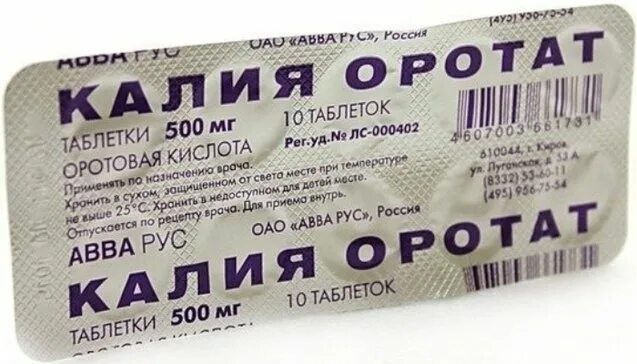 (495) 956-75-54
АВВА РУС ОАО «АВВА РУС», Россия
КАЛИЯ ОРОТАТ
ТАБЛЕТКИ 500 мг 10 ТАБЛЕТОК
ОРОТОВАЯ КИСЛОТА Рег.уд.№ ЛС-000402
4607003661731
Применять по назначению врача.
Хранить в сухом, защищенном от света месте при температуре
не выше 25°С. Хранить в недоступном для детей месте.
Отпускается по рецепту врача. Для приема внутрь.
610044, г. Киров,
ул. Луганская, д. 53 А
(8332) 53-60-11
(495) 956-75-54
АВВА РУС ОАО «АВВА РУС», Россия
КАЛИЯ ОРОТАТ
ТАБЛЕТКИ 500 мг 10 ТАБЛЕТОК
ОРОТОВАЯ КИСЛОТА